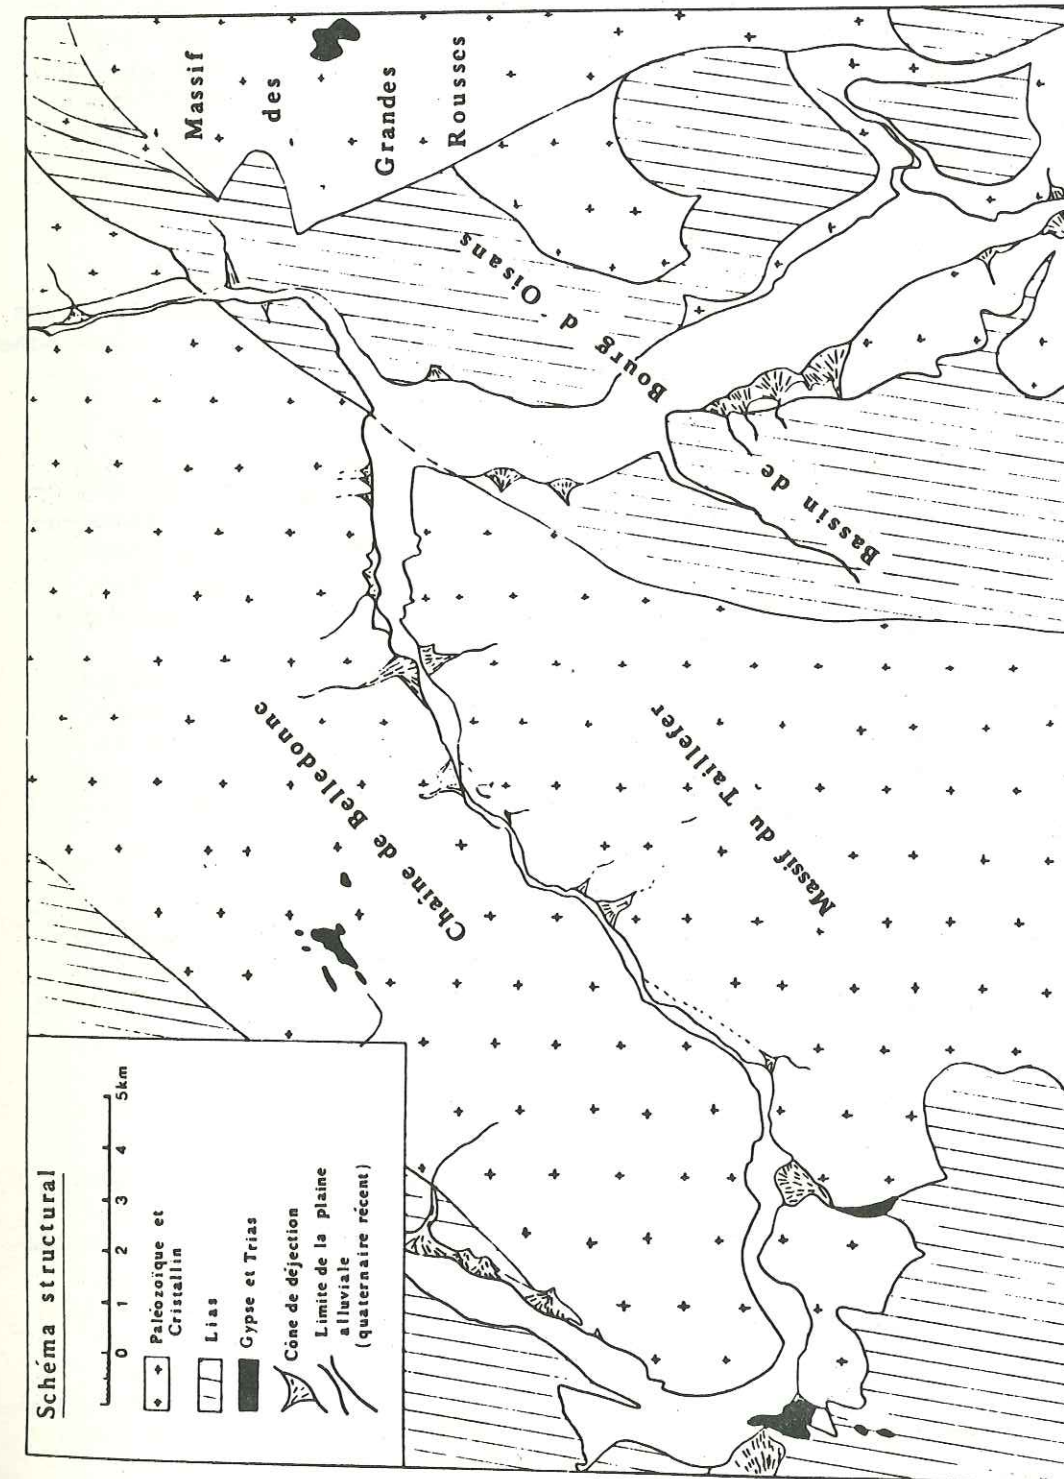 Schéma structural
0 1 2 3 4 5km
Paléozoïque et
Cristallin
Lias
Gypse et Trias
Cône de déjection
Limite de la plaine
alluviale
(quaternaire récent)
Massif
des
Grandes
Rousses
Bassin de Bourg d'Oisans
Chaîne de Belledonne
Massif du Taillefer